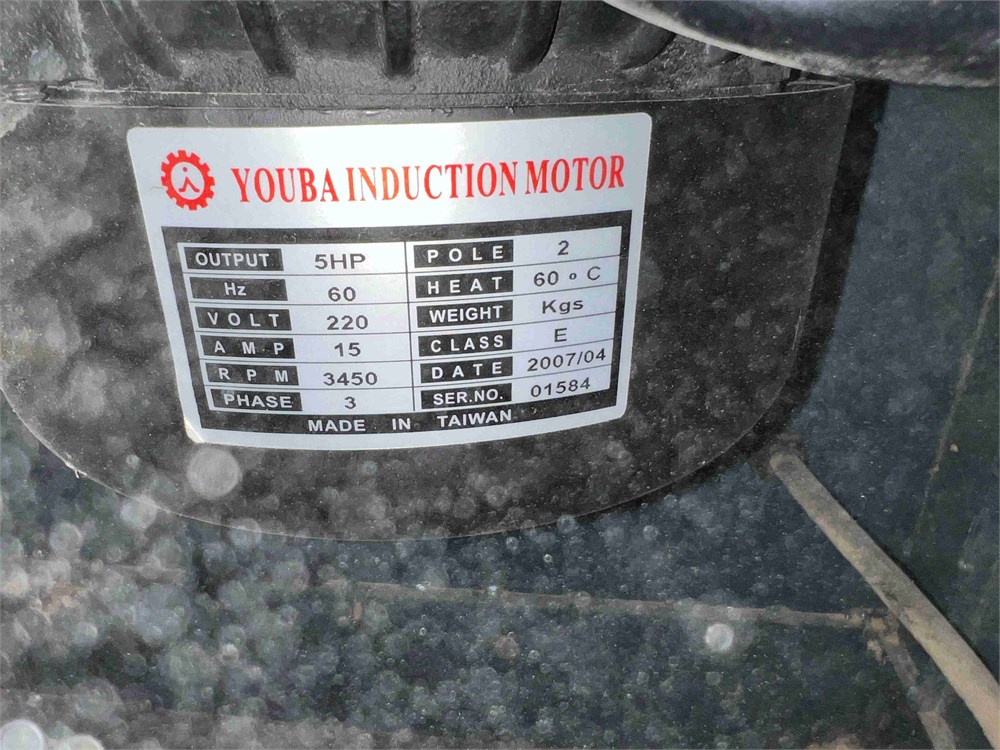 YOUBA INDUCTION MOTOR
OUTPUT 5HP POLE 2
Hz 60 HEAT 60 º C
VOLT 220 WEIGHT Kgs
AMP 15 CLASS E
RPM 3450 DATE 2007/04
PHASE 3 SER.NO. 01584
MADE IN TAIWAN